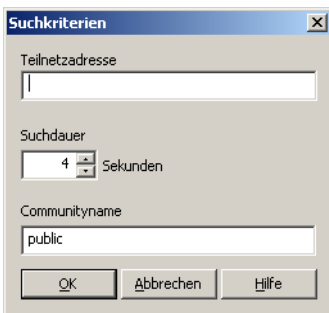 Suchkriterien
Teilnetzadresse
Suchdauer
4 Sekunden
Communityname
public
OK Abbrechen Hilfe